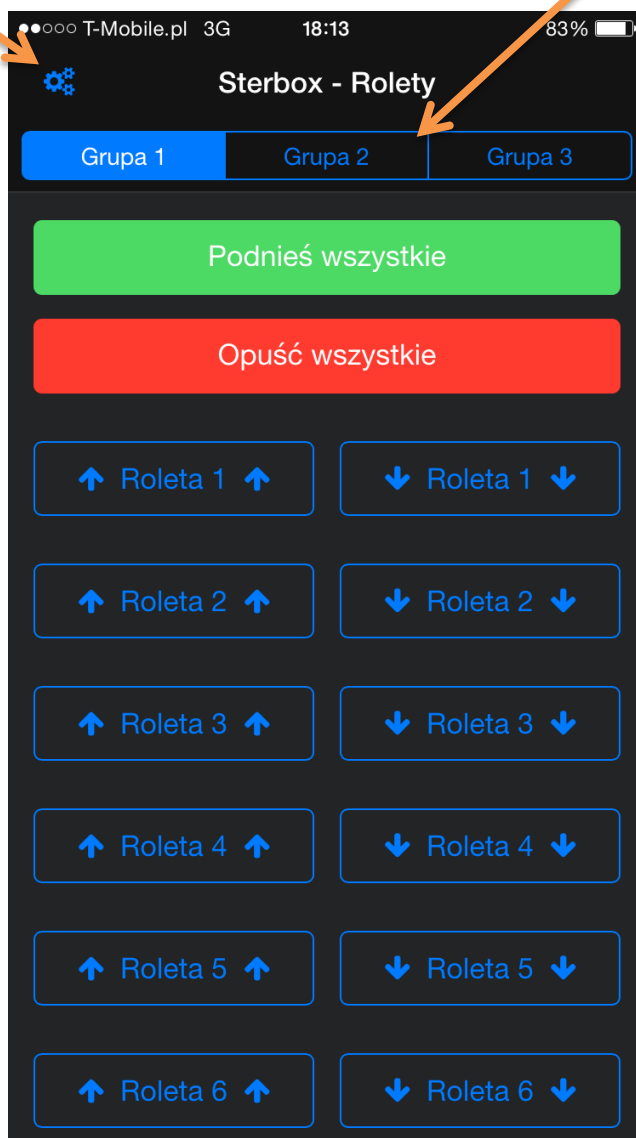 T-Mobile.pl 3G 18:13 83%
Sterbox - Rolety
Grupa 1 Grupa 2 Grupa 3
Podnieś wszystkie
Opuść wszystkie
Roleta 1 Roleta 1
Roleta 2 Roleta 2
Roleta 3 Roleta 3
Roleta 4 Roleta 4
Roleta 5 Roleta 5
Roleta 6 Roleta 6